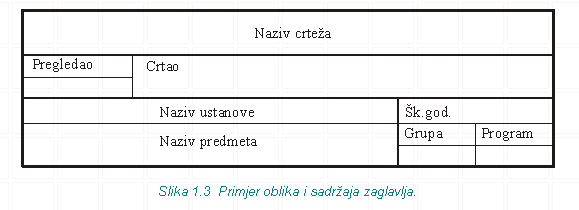 Naziv crteža
Pregledao
Crtao
Naziv ustanove
Šk.god.
Naziv predmeta
Grupa
Program
Slika 1.3 Primjer oblika i sadržaja zaglavlja.